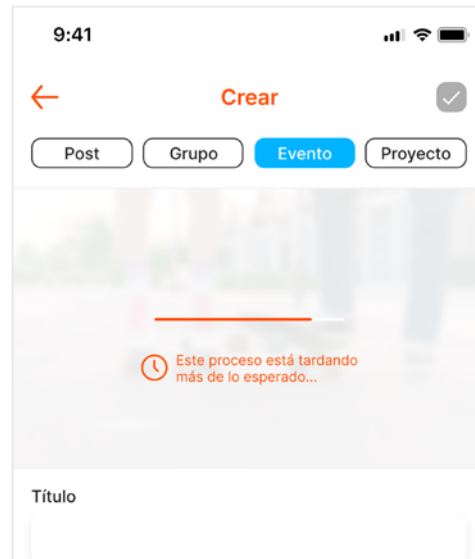 9:41
Crear
Post
Grupo
Evento
Proyecto
Este proceso está tardando
más de lo esperado...
Título